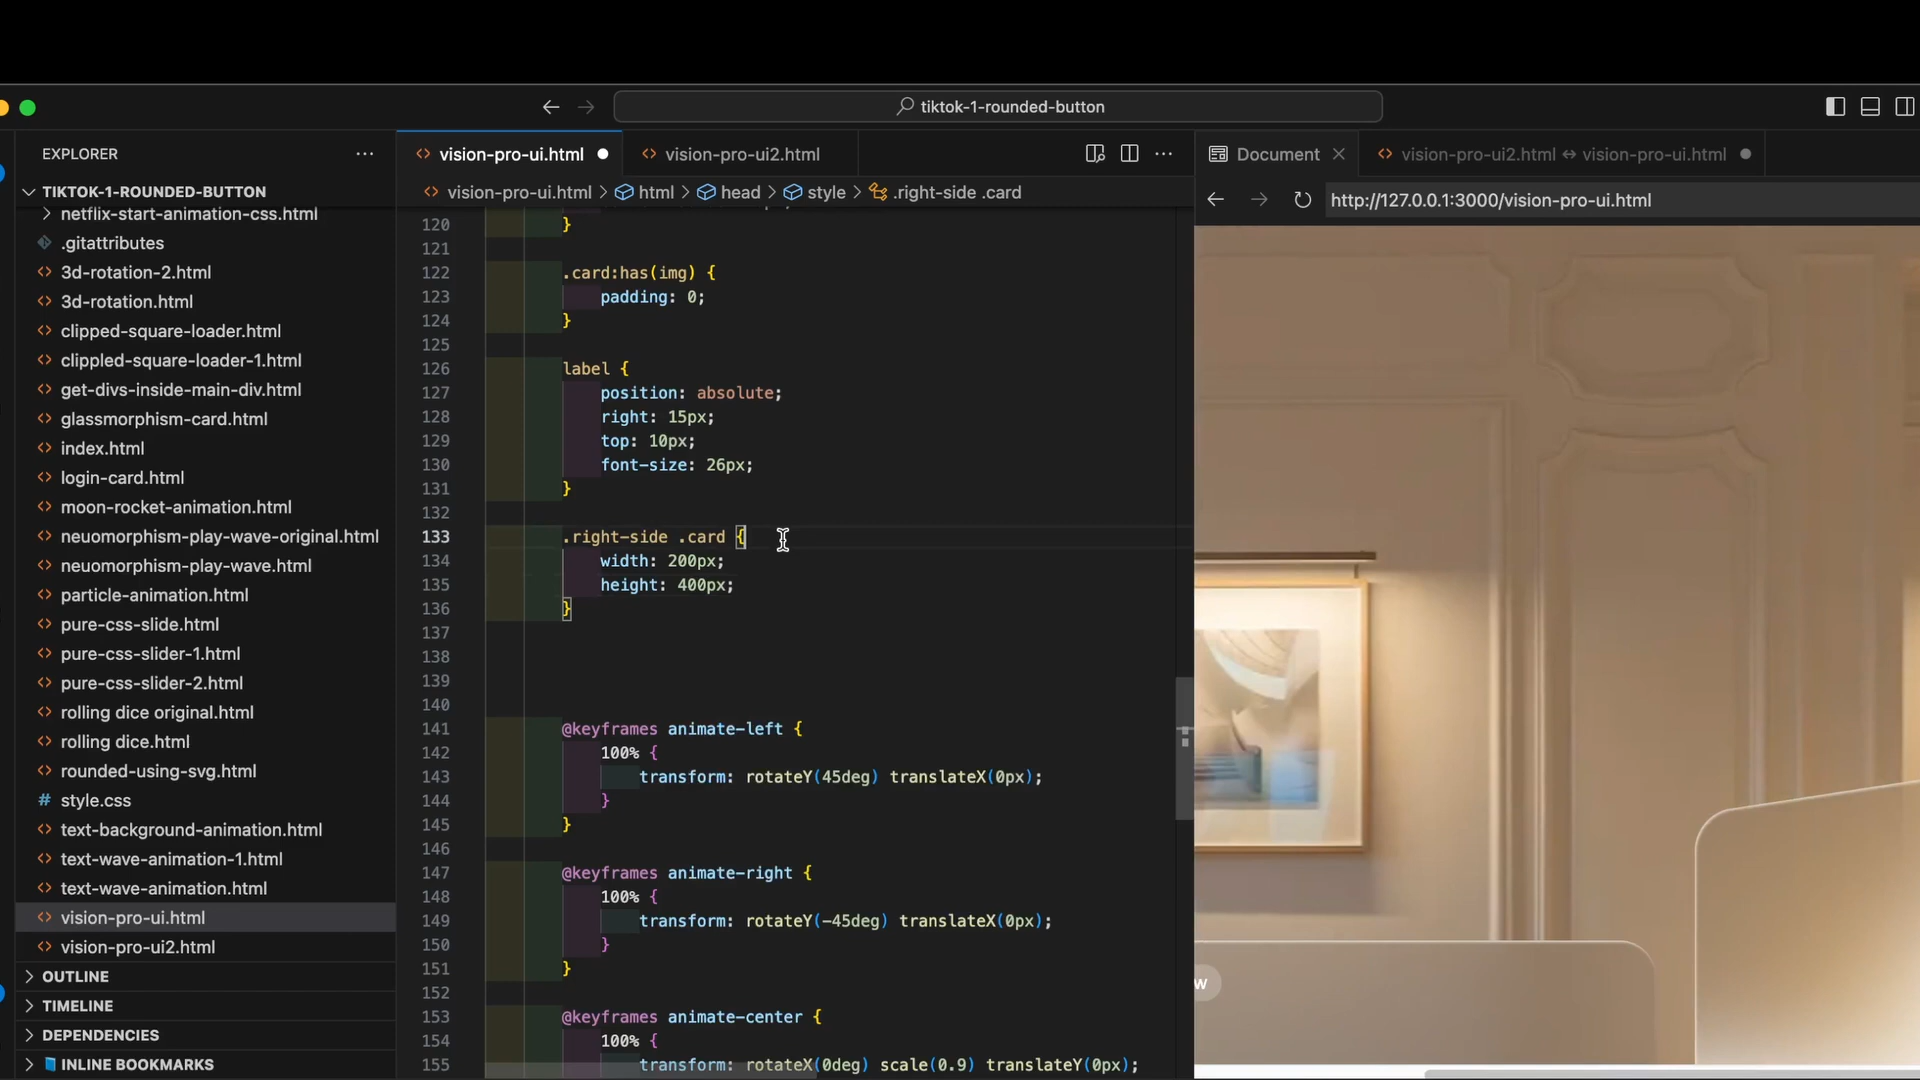 tiktok-1-rounded-button
EXPLORER
TIKTOK-1-ROUNDED-BUTTON
netflix-start-animation-css.html
.gitattributes
3d-rotation-2.html
3d-rotation.html
clipped-square-loader.html
clippled-square-loader-1.html
get-divs-inside-main-div.html
glassmorphism-card.html
index.html
login-card.html
moon-rocket-animation.html
neuomorphism-play-wave-original.html
neuomorphism-play-wave.html
particle-animation.html
pure-css-slide.html
pure-css-slider-1.html
pure-css-slider-2.html
rolling dice original.html
rolling dice.html
rounded-using-svg.html
# style.css
text-background-animation.html
text-wave-animation-1.html
text-wave-animation.html
vision-pro-ui.html
vision-pro-ui2.html
OUTLINE
TIMELINE
DEPENDENCIES
INLINE BOOKMARKS
vision-pro-ui.html
vision-pro-ui2.html
vision-pro-ui.html > html > head > style > .right-side .card
120 }
121
122 .card:has(img) {
123 padding: 0;
124 }
125
126 label {
127 position: absolute;
128 right: 15px;
129 top: 10px;
130 font-size: 26px;
131 }
132
133 .right-side .card {
134 width: 200px;
135 height: 400px;
136 }
137
138
139
140
141 @keyframes animate-left {
142 100% {
143 transform: rotateY(45deg) translateX(0px);
144 }
145 }
146
147 @keyframes animate-right {
148 100% {
149 transform: rotateY(-45deg) translateX(0px);
150 }
151 }
152
153 @keyframes animate-center {
154 100% {
155 transform: rotateX(0deg) scale(0.9) translateY(0px);
Document
vision-pro-ui2.html ↔ vision-pro-ui.html
http://127.0.0.1:3000/vision-pro-ui.html
w